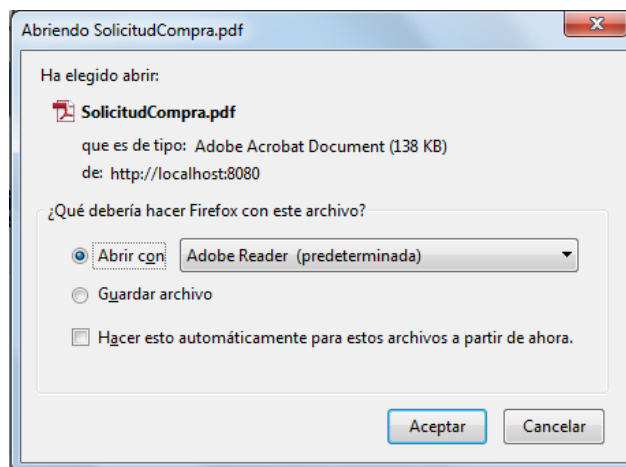 Abriendo SolicitudCompra.pdf
Ha elegido abrir:
SolicitudCompra.pdf
que es de tipo: Adobe Acrobat Document (138 KB)
de: http://localhost:8080
¿Qué debería hacer Firefox con este archivo?
Abrir con Adobe Reader (predeterminada)
Guardar archivo
Hacer esto automáticamente para estos archivos a partir de ahora.
Aceptar Cancelar